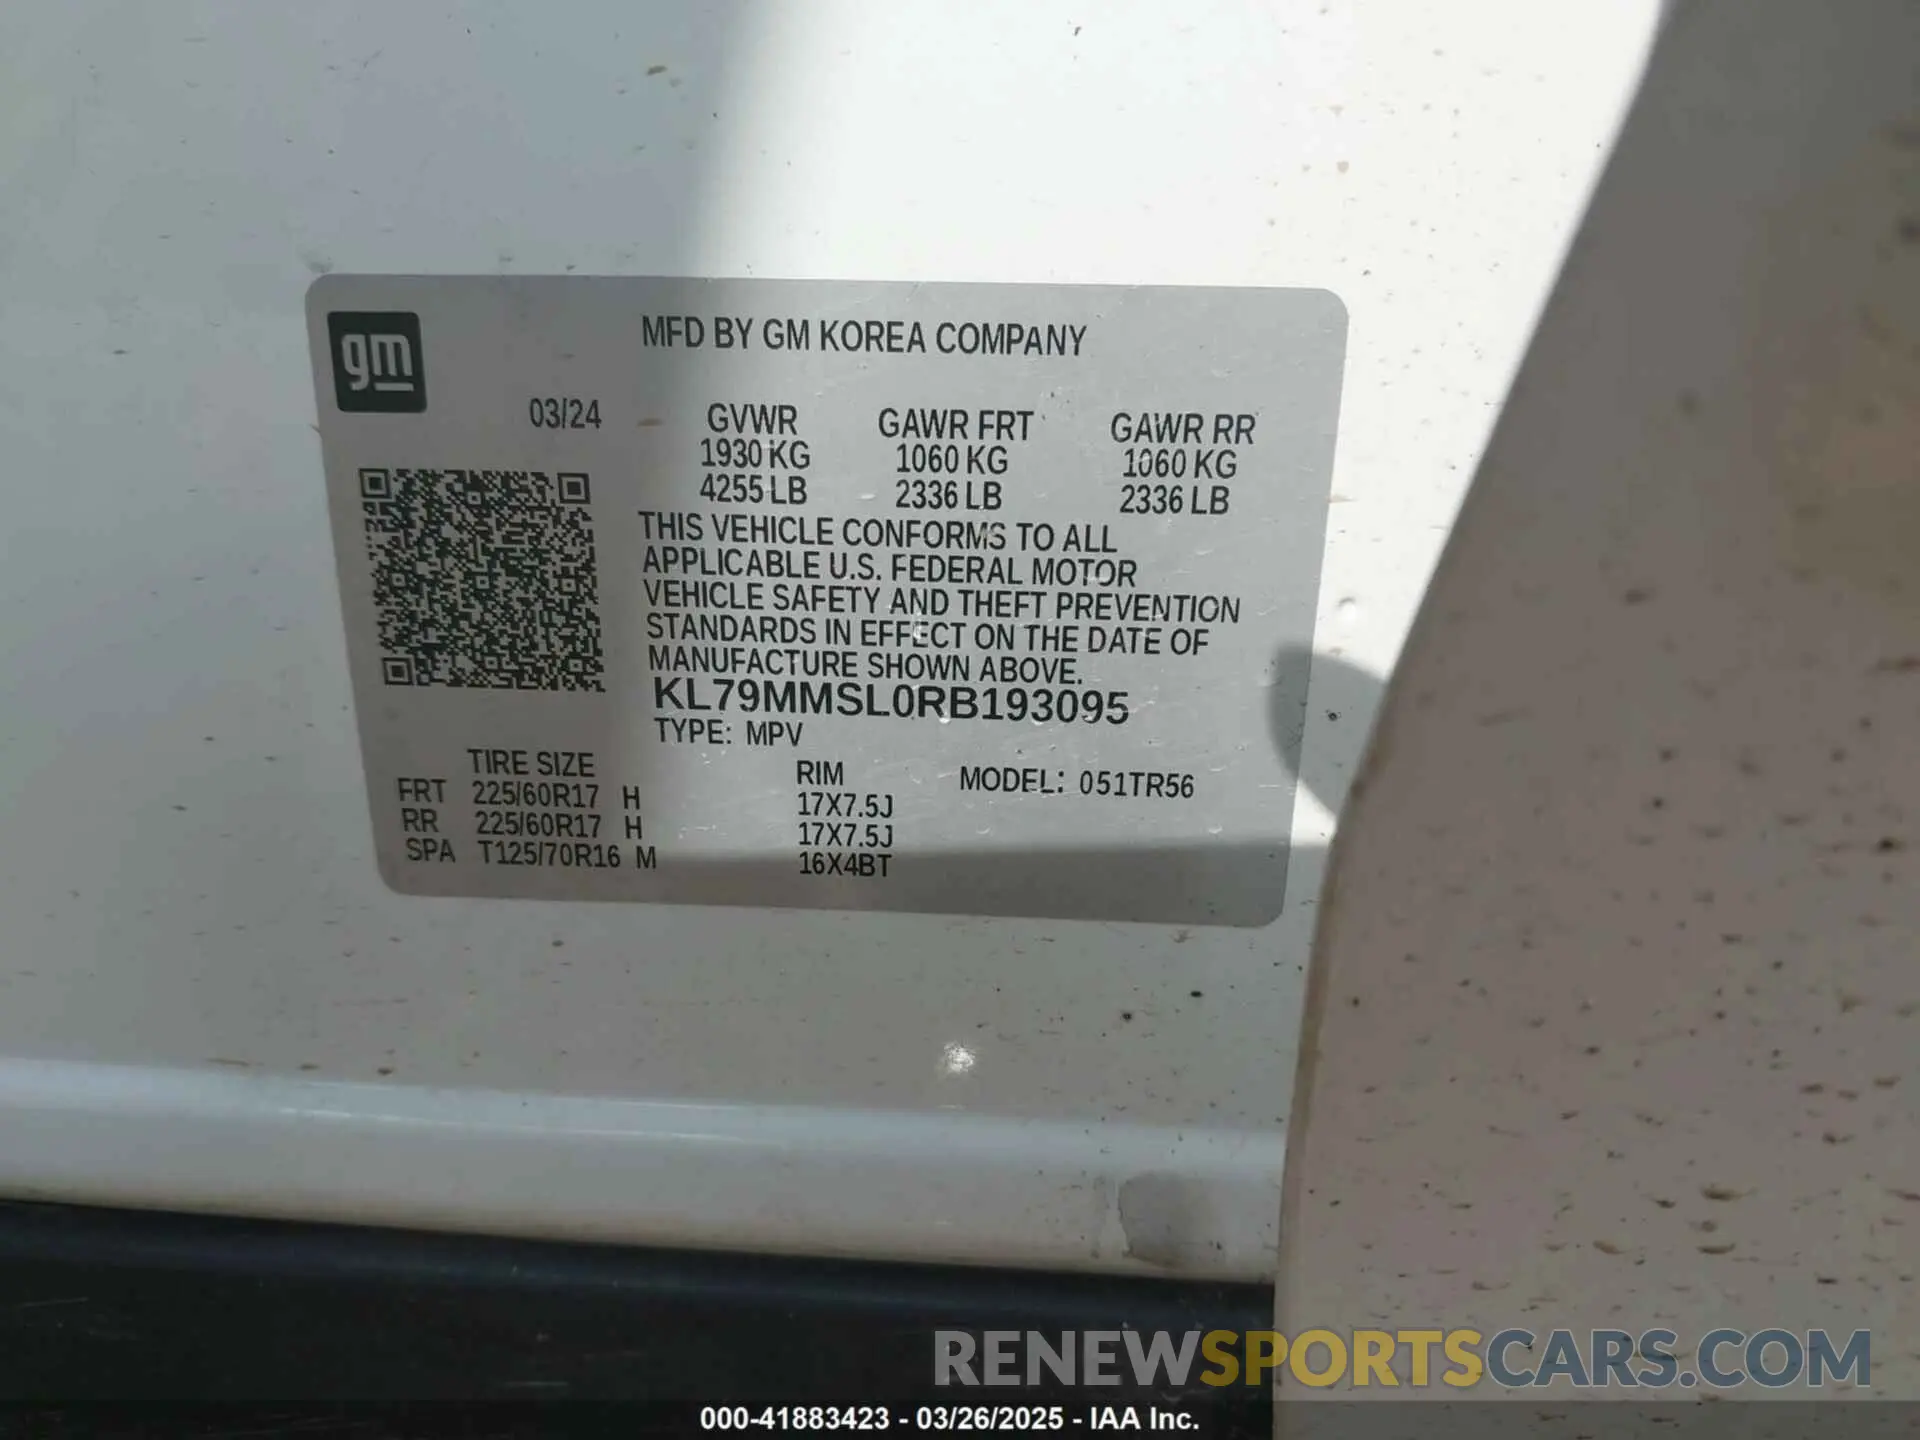 gm
MFD BY GM KOREA COMPANY
03/24 GVWR GAWR FRT GAWR RR
1930 KG 1060 KG 1060 KG
4255 LB 2336 LB 2336 LB
THIS VEHICLE CONFORMS TO ALL
APPLICABLE U.S. FEDERAL MOTOR
VEHICLE SAFETY AND THEFT PREVENTION
STANDARDS IN EFFECT ON THE DATE OF
MANUFACTURE SHOWN ABOVE.
KL79MMSL0RB193095
TYPE: MPV
TIRE SIZE RIM MODEL: 051TR56
FRT 225/60R17 H 17X7.5J
RR 225/60R17 H 17X7.5J
SPA T125/70R16 M 16X4BT
RENEWSPORTSCARS.COM
000-41883423 - 03/26/2025 - IAA Inc.